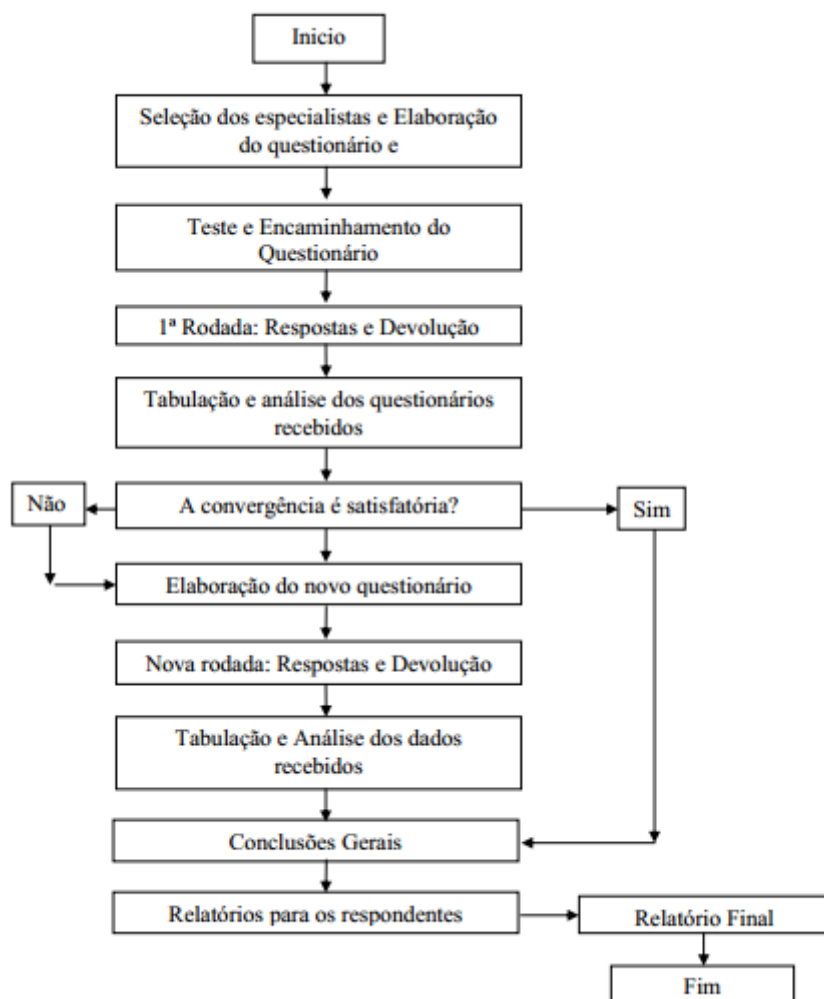 Inicio
Seleção dos especialistas e Elaboração
do questionário e
Teste e Encaminhamento do
Questionário
1ª Rodada: Respostas e Devolução
Tabulação e análise dos questionários
recebidos
Não
A convergência é satisfatória?
Sim
Elaboração do novo questionário
Nova rodada: Respostas e Devolução
Tabulação e Análise dos dados
recebidos
Conclusões Gerais
Relatórios para os respondentes
Relatório Final
Fim